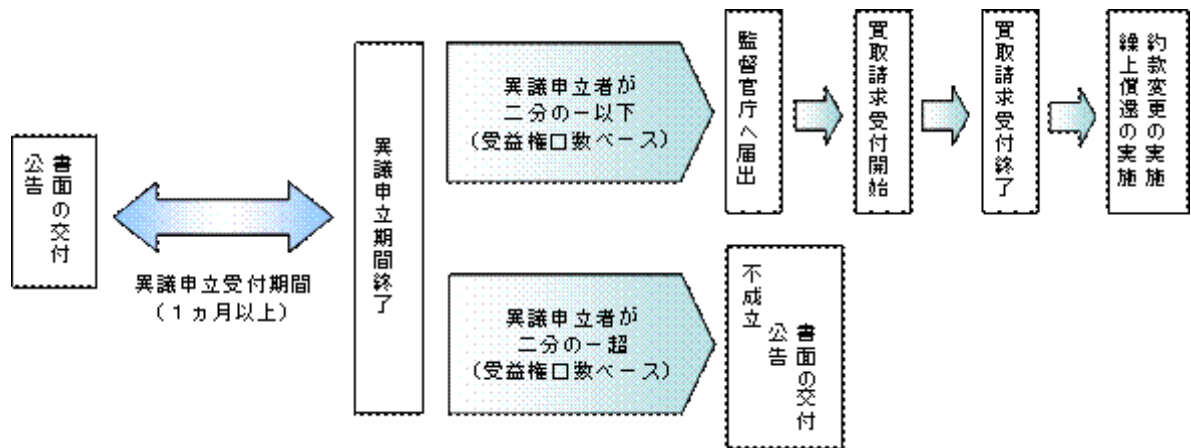 書面の交付
公告
異議申立受付期間
(1ヵ月以上)
異議申立期間終了
異議申立者が
二分の一以下
(受益権口数ベース)
監督官庁へ届出
買取請求受付開始
買取請求受付終了
約款変更の実施
繰上償還の実施
異議申立者が
二分の一超
(受益権口数ベース)
不成立
書面の交付
公告